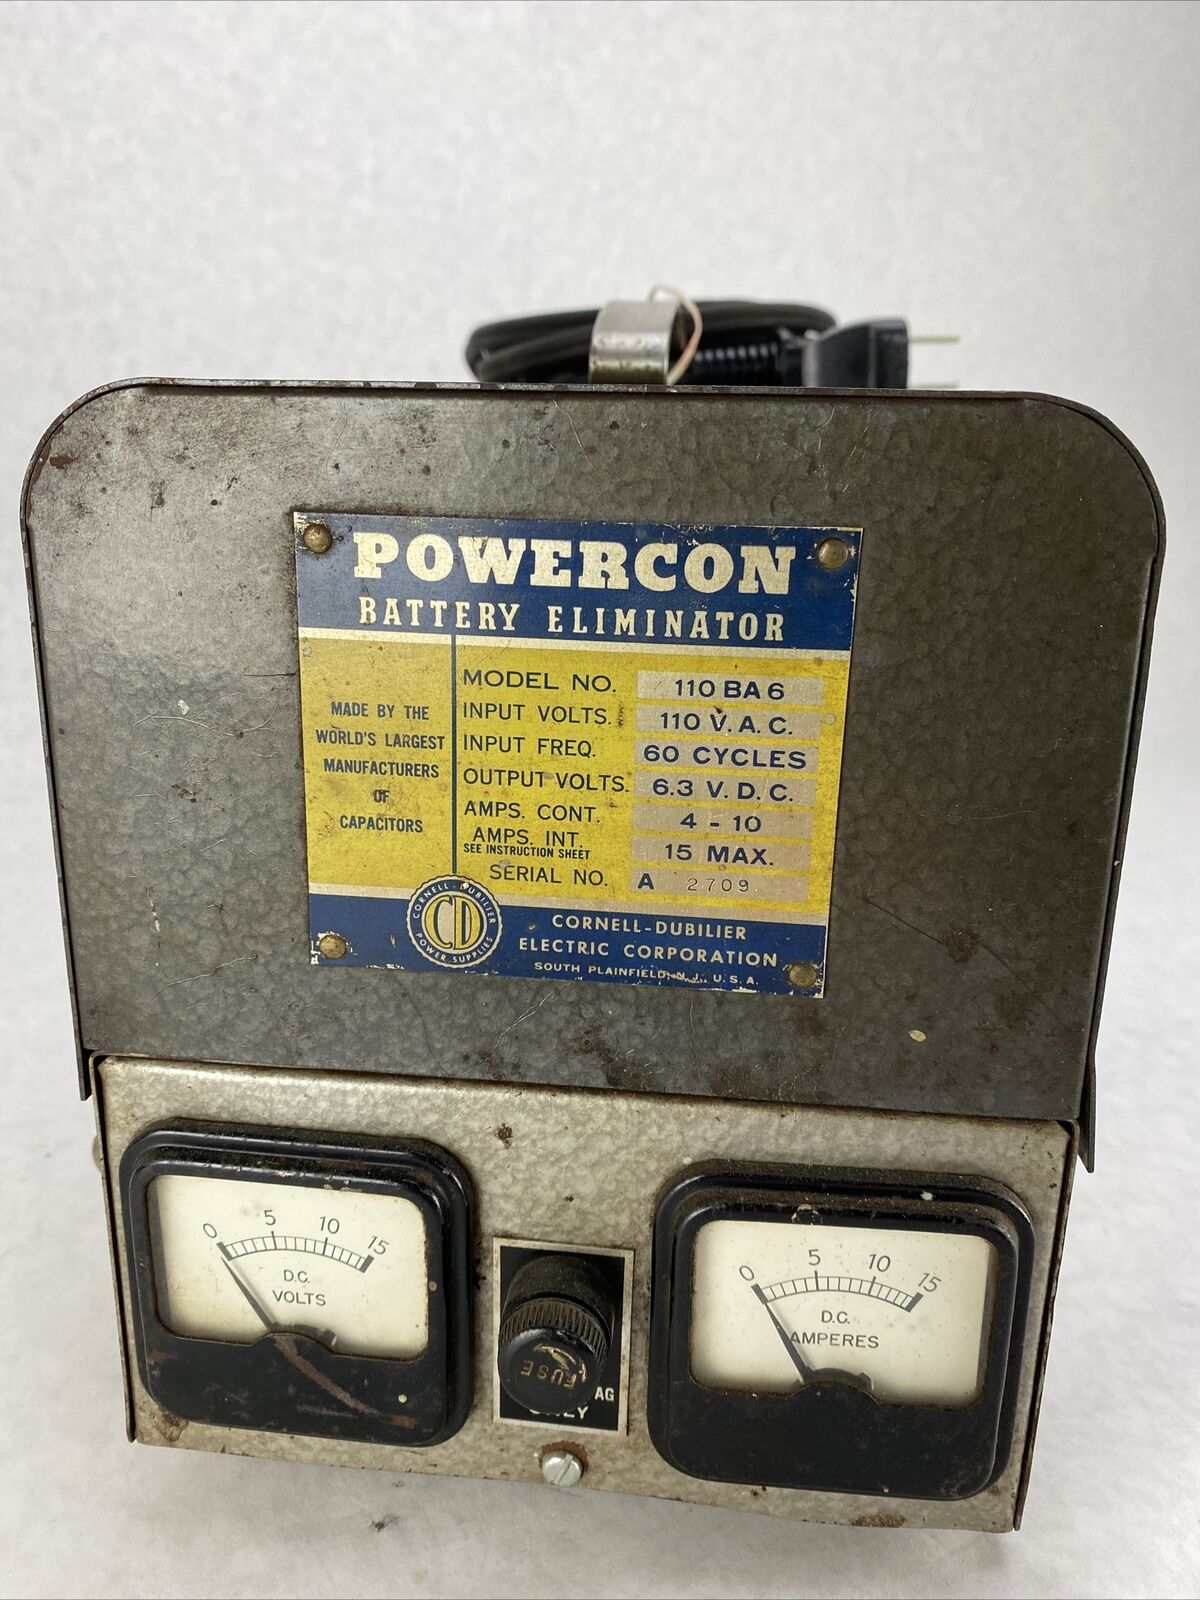 POWERCON
BATTERY ELIMINATOR
MADE BY THE
WORLD'S LARGEST
MANUFACTURERS
OF
CAPACITORS
MODEL NO. 110 BA 6
INPUT VOLTS. 110 V.A.C.
INPUT FREQ. 60 CYCLES
OUTPUT VOLTS. 6.3 V.D.C.
AMPS. CONT. 4 - 10
AMPS. INT. 15 MAX.
SEE INSTRUCTION SHEET
SERIAL NO. A 2709
CORNELL-DUBILIER
CD
POWER SUPPLIES
CORNELL-DUBILIER
ELECTRIC CORPORATION
SOUTH PLAINFIELD, N.J., U.S.A.
0 5 10 15
D.C.
VOLTS
FUSE
AG
0 5 10 15
D.C.
AMPERES